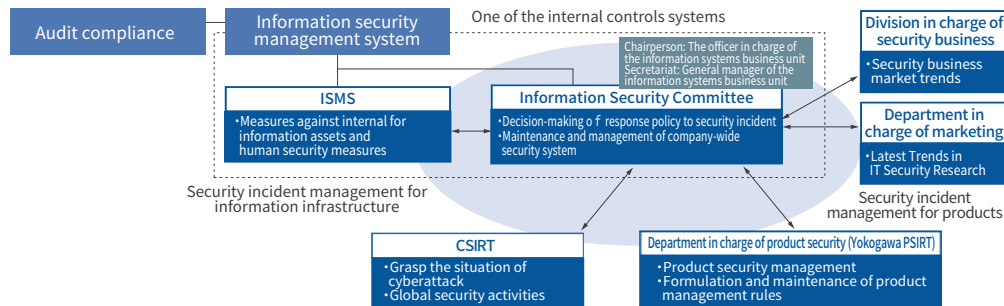 Audit compliance
Information security
management system
One of the internal controls systems
Chairperson: The officer in charge of
the information systems business unit
Secretariat: General manager of the
information systems business unit
Division in charge of
security business
・Security business
market trends
ISMS
・Measures against internal for
information assets and
human security measures
Information Security Committee
・Decision-making of response policy to security incident
・Maintenance and management of company-wide
security system
Department in
charge of marketing
・Latest Trends in
IT Security Research
Security incident management for
information infrastructure
Security incident
management for products
CSIRT
・Grasp the situation of
cyberattack
・Global security activities
Department in charge of product security (Yokogawa PSIRT)
・Product security management
・Formulation and maintenance of product
management rules